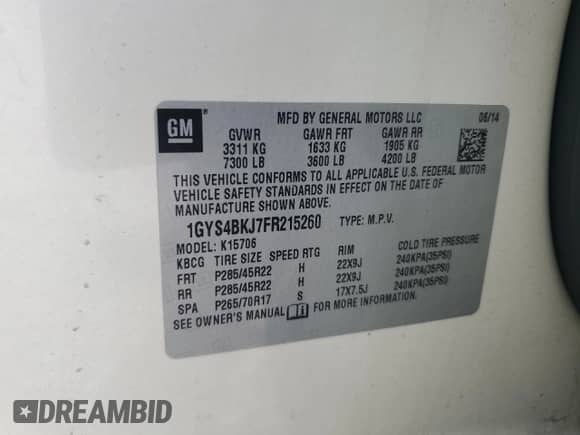 GM
®
MFD BY GENERAL MOTORS LLC 06/14
GVWR GAWR FRT GAWR RR
3311 KG 1633 KG 1905 KG
7300 LB 3600 LB 4200 LB
THIS VEHICLE CONFORMS TO ALL APPLICABLE U.S. FEDERAL MOTOR
VEHICLE SAFETY STANDARDS IN EFFECT ON THE DATE OF
MANUFACTURE SHOWN ABOVE.
1GYS4BKJ7FR215260 TYPE: M.P.V.
MODEL: K15706
KBCG TIRE SIZE SPEED RTG RIM COLD TIRE PRESSURE
FRT P285/45R22 H 22X9J 240KPA(35PSI)
RR P285/45R22 H 22X9J 240KPA(35PSI)
SPA P265/70R17 S 17X7.5J 240KPA(35PSI)
SEE OWNER'S MANUAL FOR MORE INFORMATION.
DREAMBID